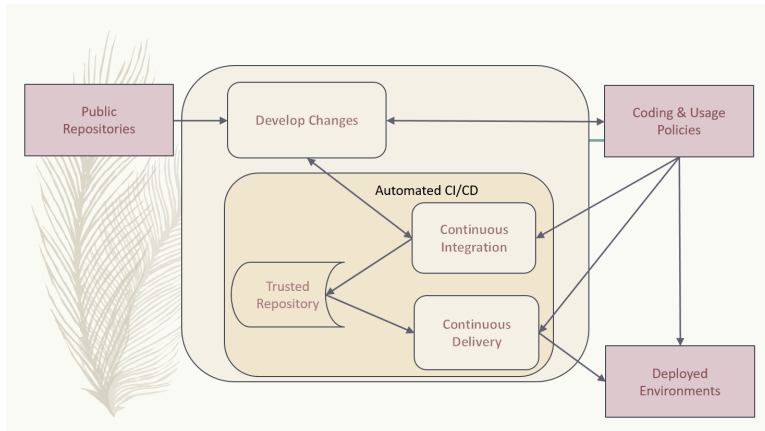 Public
Repositories
Develop Changes
Coding & Usage
Policies
Automated CI/CD
Continuous
Integration
Trusted
Repository
Continuous
Delivery
Deployed
Environments